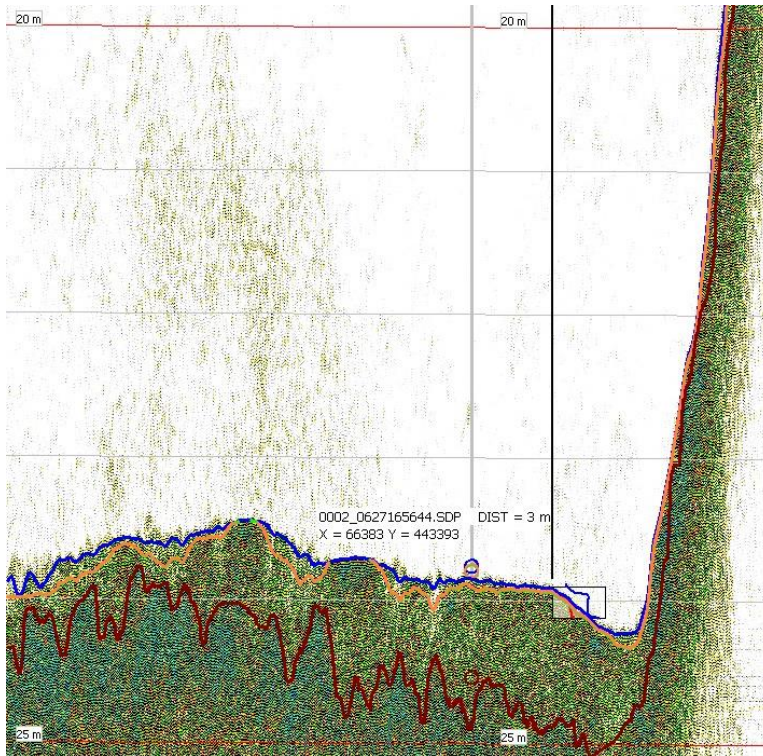 20 m
20 m
0002_0627165644.SDP DIST = 3 m
X = 66383 Y = 443393
25 m
25 m